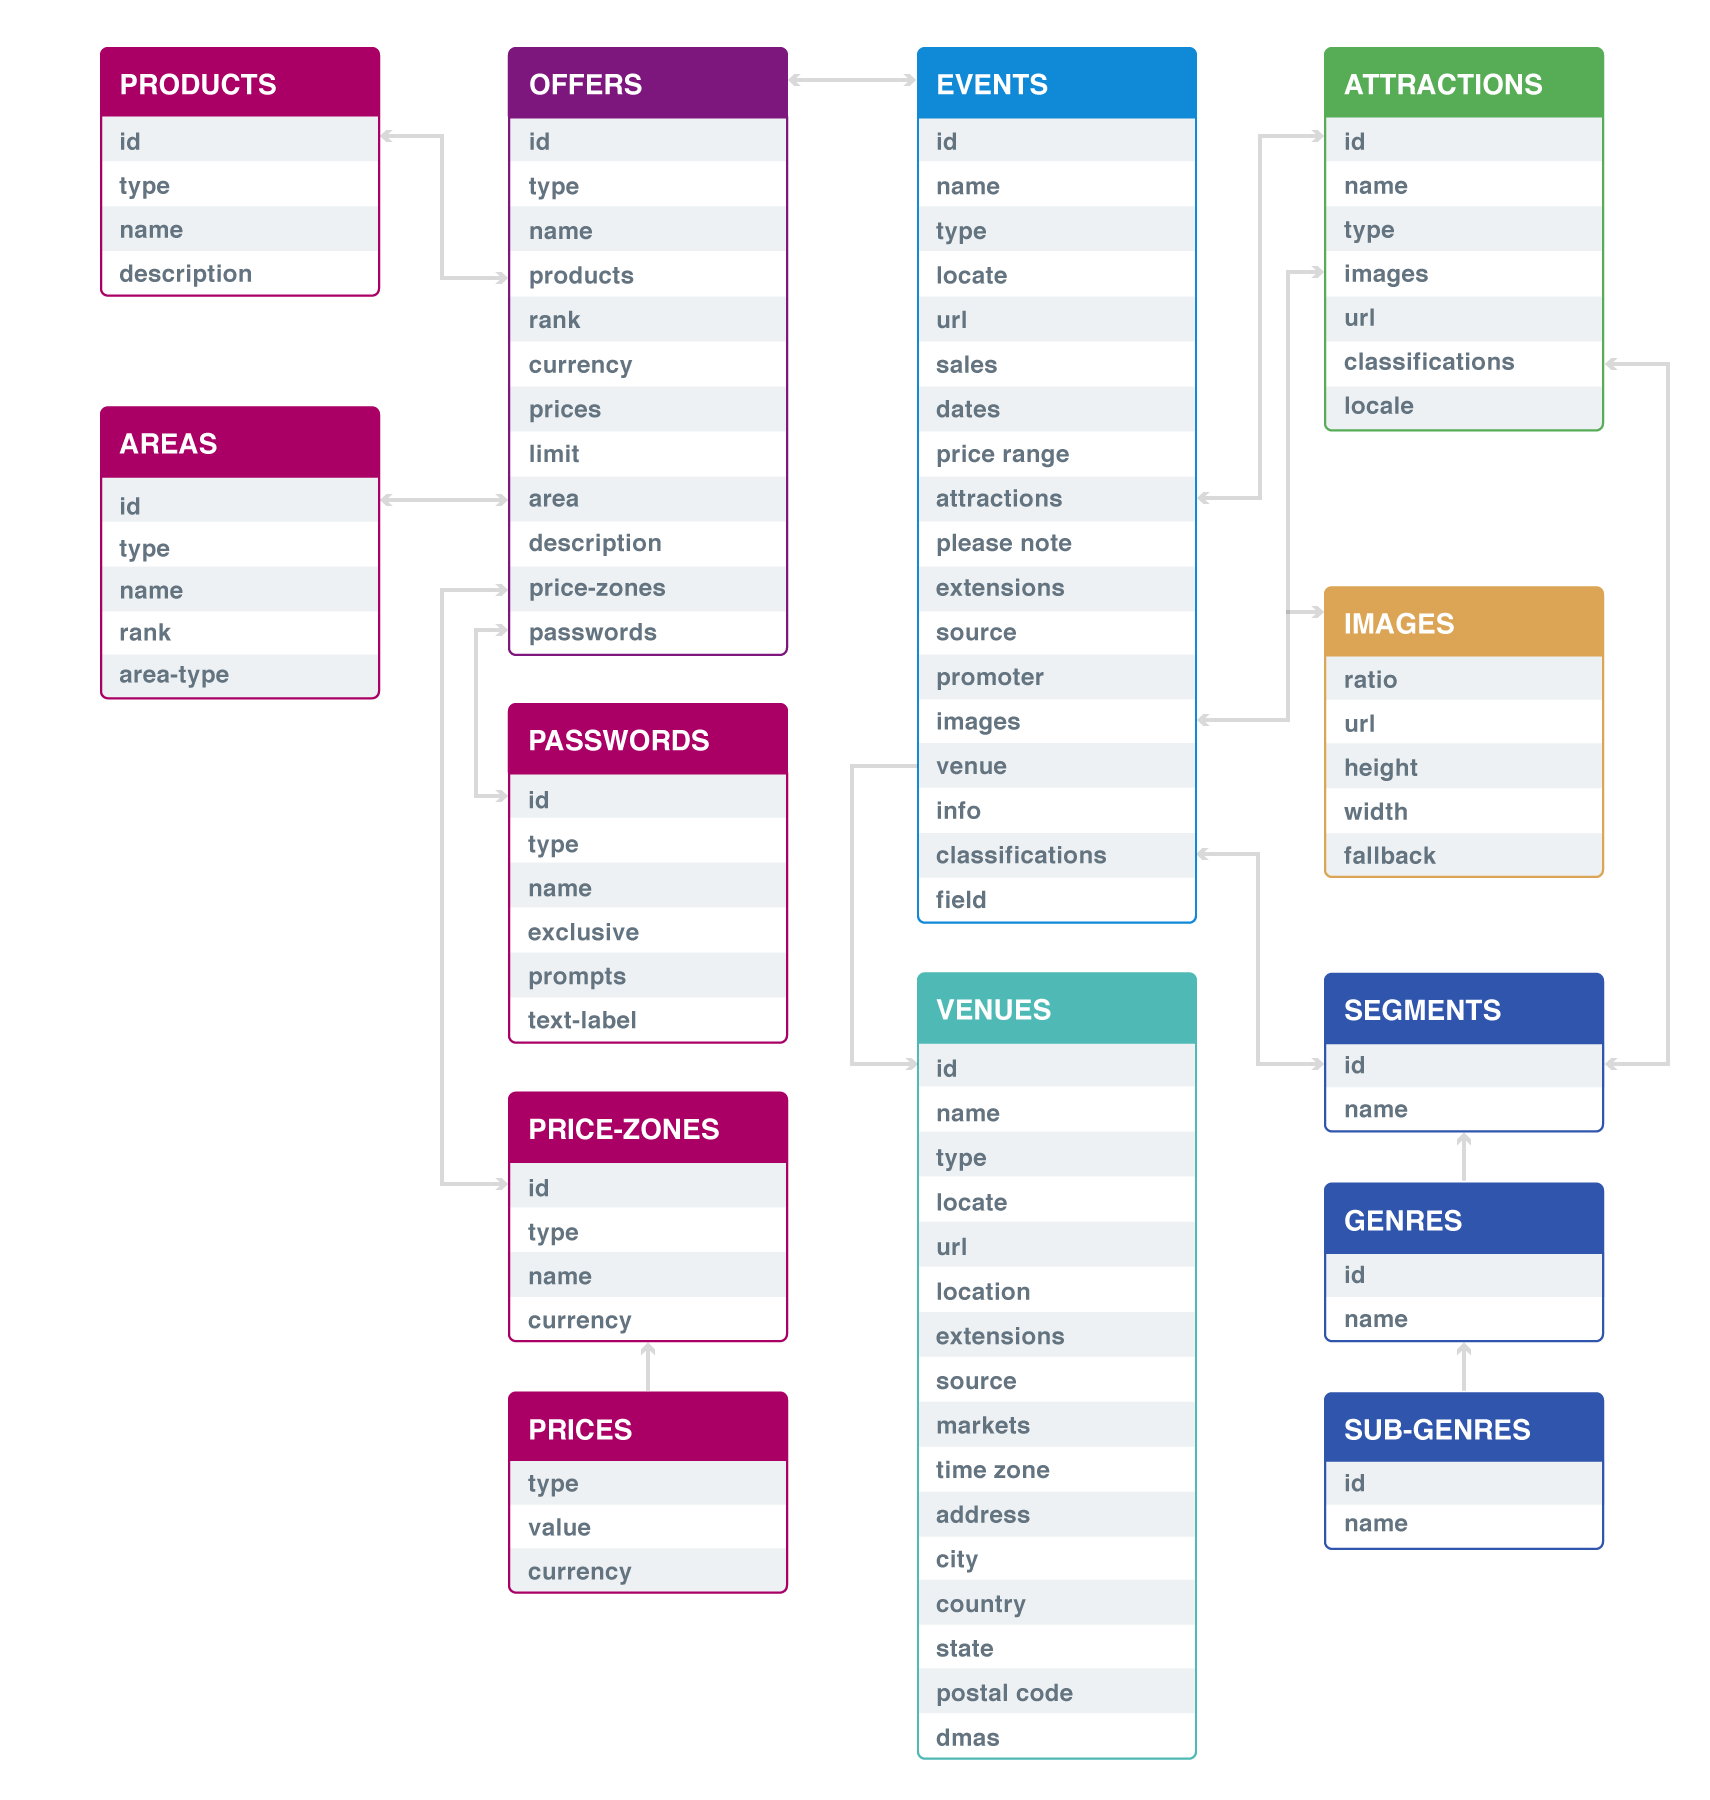 PRODUCTS
id
type
name
description
AREAS
id
type
name
rank
area-type
OFFERS
id
type
name
products
rank
currency
prices
limit
area
description
price-zones
passwords
PASSWORDS
id
type
name
exclusive
prompts
text-label
PRICE-ZONES
id
type
name
currency
PRICES
type
value
currency
EVENTS
id
name
type
locate
url
sales
dates
price range
attractions
please note
extensions
source
promoter
images
venue
info
classifications
field
VENUES
id
name
type
locate
url
location
extensions
source
markets
time zone
address
city
country
state
postal code
dmas
ATTRACTIONS
id
name
type
images
url
classifications
locale
IMAGES
ratio
url
height
width
fallback
SEGMENTS
id
name
GENRES
id
name
SUB-GENRES
id
name